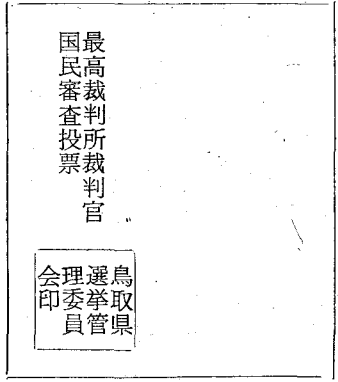 最高裁判所裁判官
国民審査投票
鳥取県
選挙管
理委員
会印